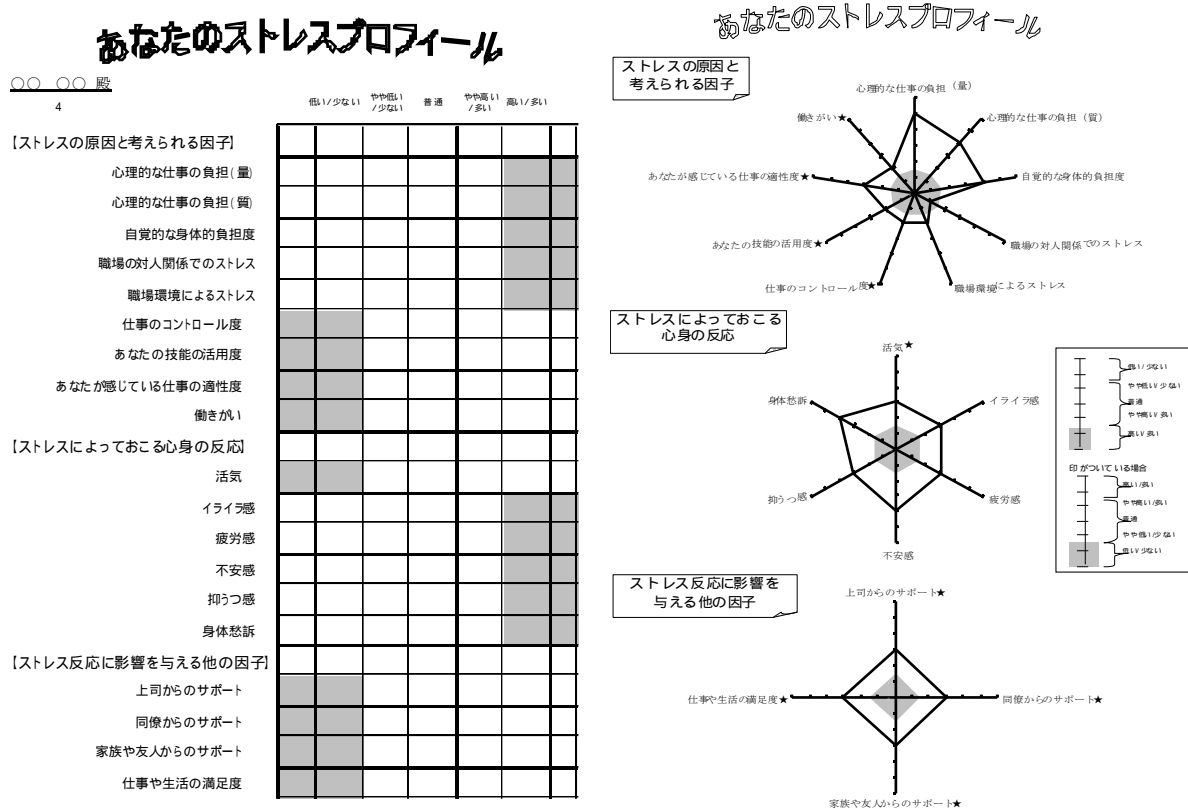 あなたのストレスプロフィール
○○ ○○ 殿
4
低い/少ない
やや低い/少ない
普通
やや高い/多い
高い/多い
【ストレスの原因と考えられる因子】
心理的な仕事の負担(量)
心理的な仕事の負担(質)
自覚的な身体的負担度
職場の対人関係でのストレス
職場環境によるストレス
仕事のコントロール度
あなたの技能の活用度
あなたが感じている仕事の適性度
働きがい
【ストレスによっておこる心身の反応】
活気
イライラ感
疲労感
不安感
抑うつ感
身体愁訴
【ストレス反応に影響を与える他の因子】
上司からのサポート
同僚からのサポート
家族や友人からのサポート
仕事や生活の満足度
あなたのストレスプロフィール
ストレスの原因と
考えられる因子
心理的な仕事の負担(量)
心理的な仕事の負担(質)
自覚的な身体的負担度
職場の対人関係でのストレス
職場環境によるストレス
仕事のコントロール度★
あなたの技能の活用度★
あなたが感じている仕事の適性度★
働きがい★
ストレスによっておこる
心身の反応
活気★
イライラ感
疲労感
不安感
抑うつ感
身体愁訴
低い/少ない
やや低い/少ない
普通
やや高い/多い
高い/多い
印がついている場合
高い/多い
やや高い/多い
普通
やや低い/少ない
低い/少ない
ストレス反応に影響を
与える他の因子
上司からのサポート★
同僚からのサポート★
家族や友人からのサポート★
仕事や生活の満足度★